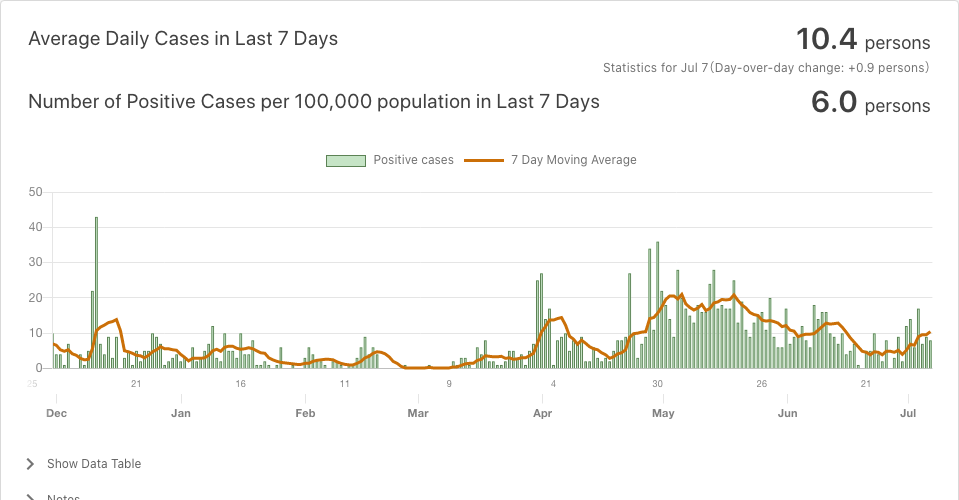 Average Daily Cases in Last 7 Days
10.4 persons
Statistics for Jul 7(Day-over-day change: +0.9 persons)
Number of Positive Cases per 100,000 population in Last 7 Days
6.0 persons
Positive cases 7 Day Moving Average
50
40
30
20
10
0
25 21 16 11 9 4 30 26 21
Dec Jan Feb Mar Apr May Jun Jul
Show Data Table
Notes